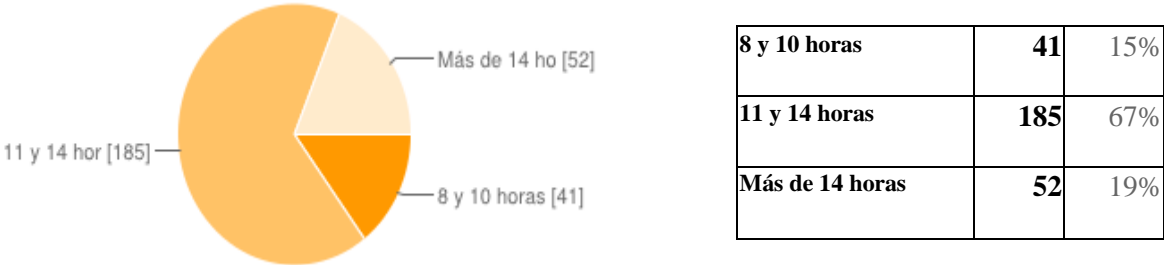 Más de 14 ho [52]
11 y 14 hor [185]
8 y 10 horas [41]
8 y 10 horas 41 15%
11 y 14 horas 185 67%
Más de 14 horas 52 19%